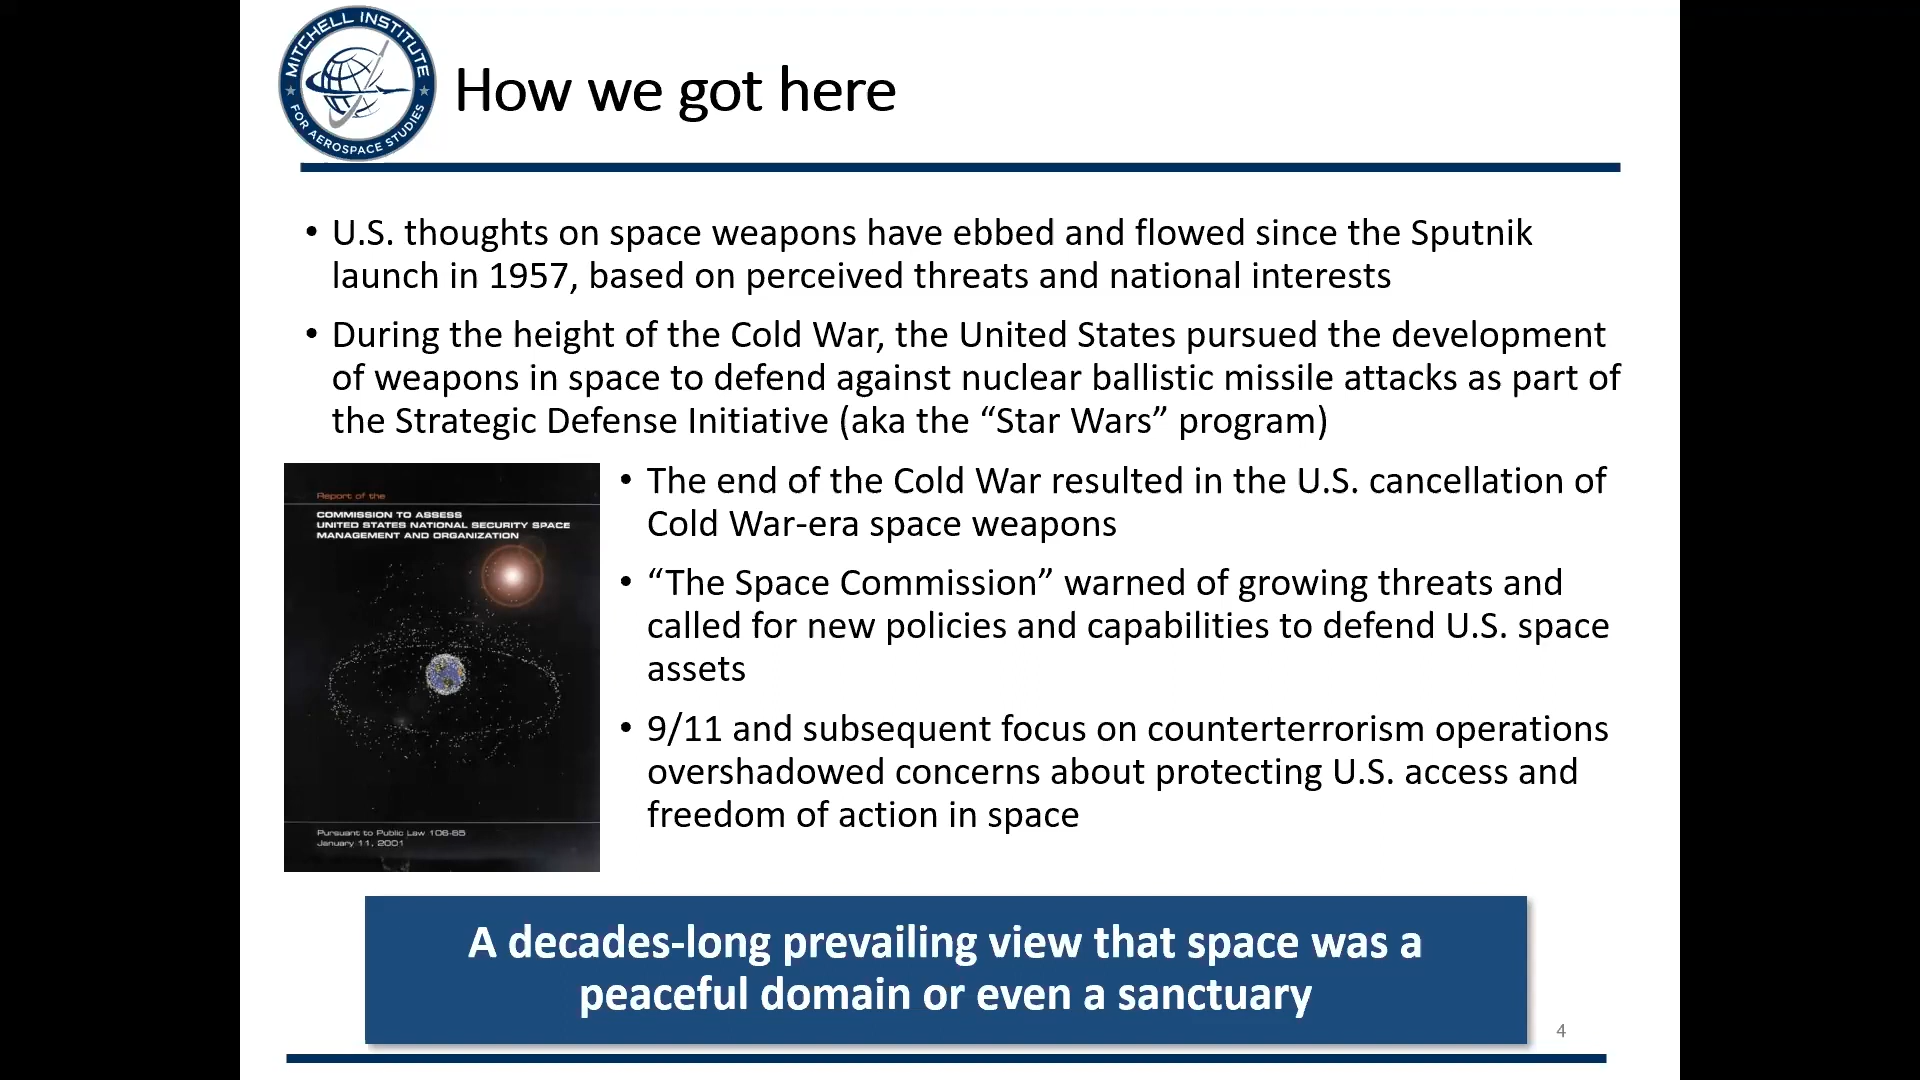 MITCHELL INSTITUTE
FOR AEROSPACE STUDIES
How we got here
• U.S. thoughts on space weapons have ebbed and flowed since the Sputnik
launch in 1957, based on perceived threats and national interests
• During the height of the Cold War, the United States pursued the development
of weapons in space to defend against nuclear ballistic missile attacks as part of
the Strategic Defense Initiative (aka the “Star Wars” program)
Report of the
COMMISSION TO ASSESS
UNITED STATES NATIONAL SECURITY SPACE
MANAGEMENT AND ORGANIZATION
Pursuant to Public Law 106-65
January 11, 2001
• The end of the Cold War resulted in the U.S. cancellation of
Cold War-era space weapons
• “The Space Commission” warned of growing threats and
called for new policies and capabilities to defend U.S. space
assets
• 9/11 and subsequent focus on counterterrorism operations
overshadowed concerns about protecting U.S. access and
freedom of action in space
A decades-long prevailing view that space was a
peaceful domain or even a sanctuary
4